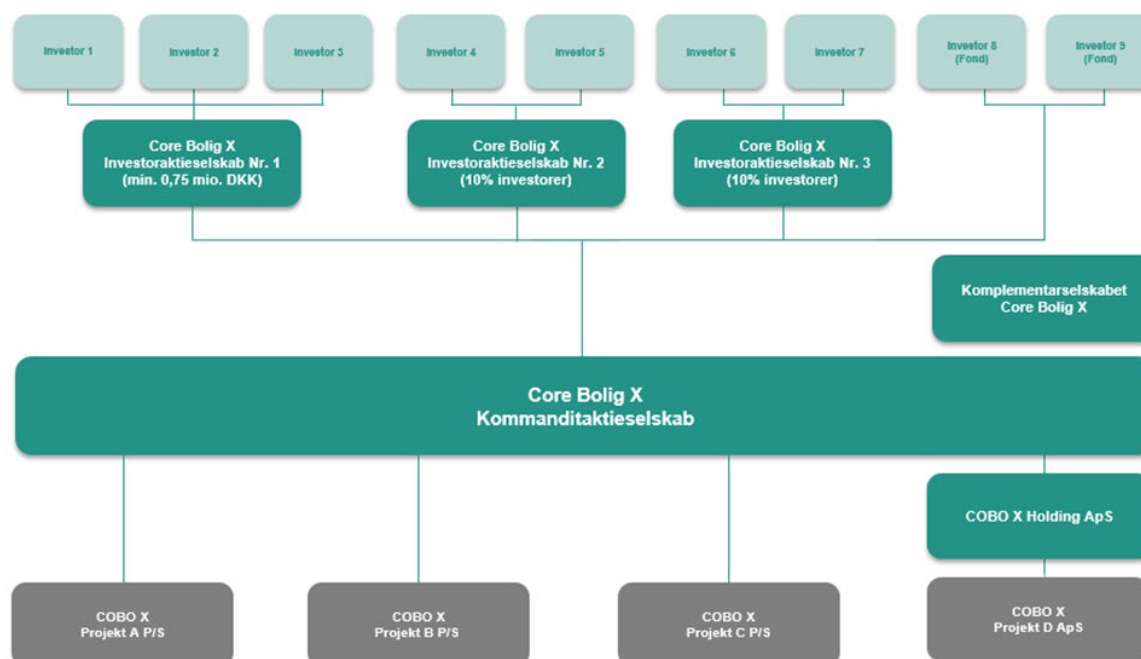 Investor 1
Investor 2
Investor 3
Investor 4
Investor 5
Investor 6
Investor 7
Investor 8
(Fond)
Investor 9
(Fond)
Core Bolig X
Investoraktieselskab Nr. 1
(min. 0,75 mio. DKK)
Core Bolig X
Investoraktieselskab Nr. 2
(10% investorer)
Core Bolig X
Investoraktieselskab Nr. 3
(10% investorer)
Komplementarselskabet
Core Bolig X
Core Bolig X
Kommanditaktieselskab
COBO X Holding ApS
COBO X
Projekt A P/S
COBO X
Projekt B P/S
COBO X
Projekt C P/S
COBO X
Projekt D ApS